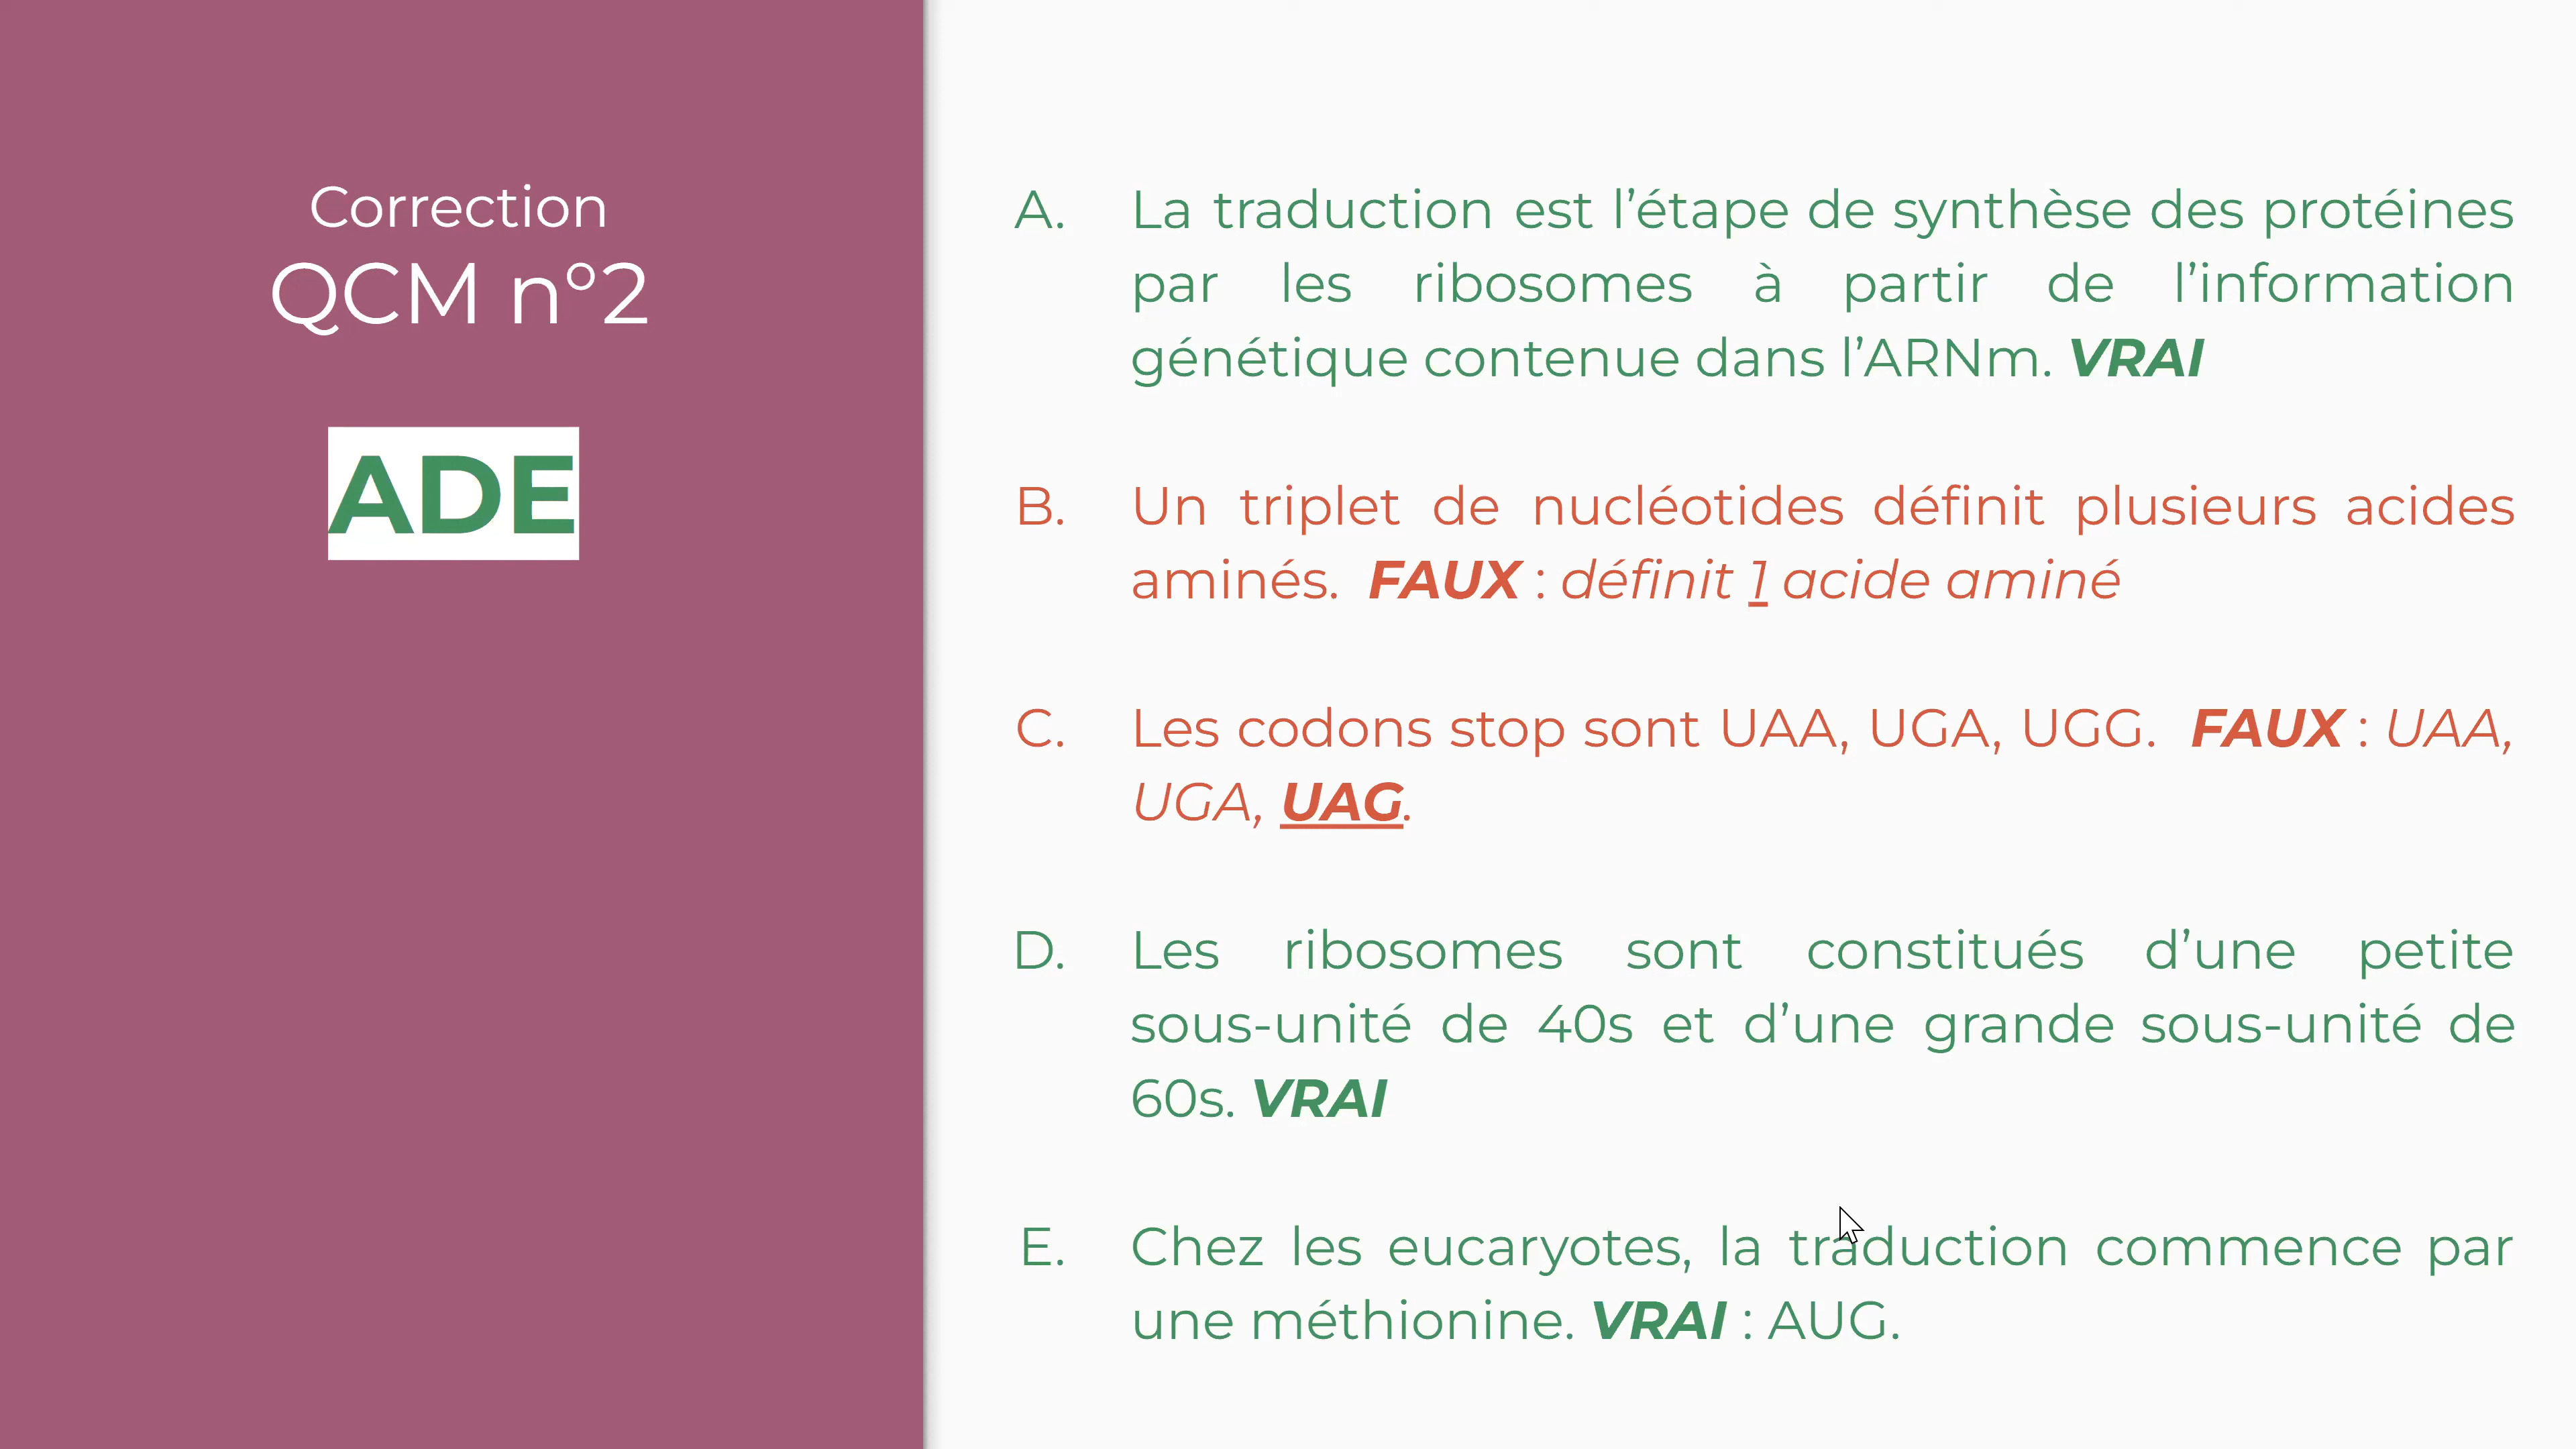 Correction
QCM n°2
ADE
A. La traduction est l’étape de synthèse des protéines
par les ribosomes à partir de l’information
génétique contenue dans l’ARNm. VRAI
B. Un triplet de nucléotides définit plusieurs acides
aminés. FAUX : définit 1 acide aminé
C. Les codons stop sont UAA, UGA, UGG. FAUX : UAA,
UGA, UAG.
D. Les ribosomes sont constitués d’une petite
sous-unité de 40s et d’une grande sous-unité de
60s. VRAI
E. Chez les eucaryotes, la traduction commence par
une méthionine. VRAI : AUG.